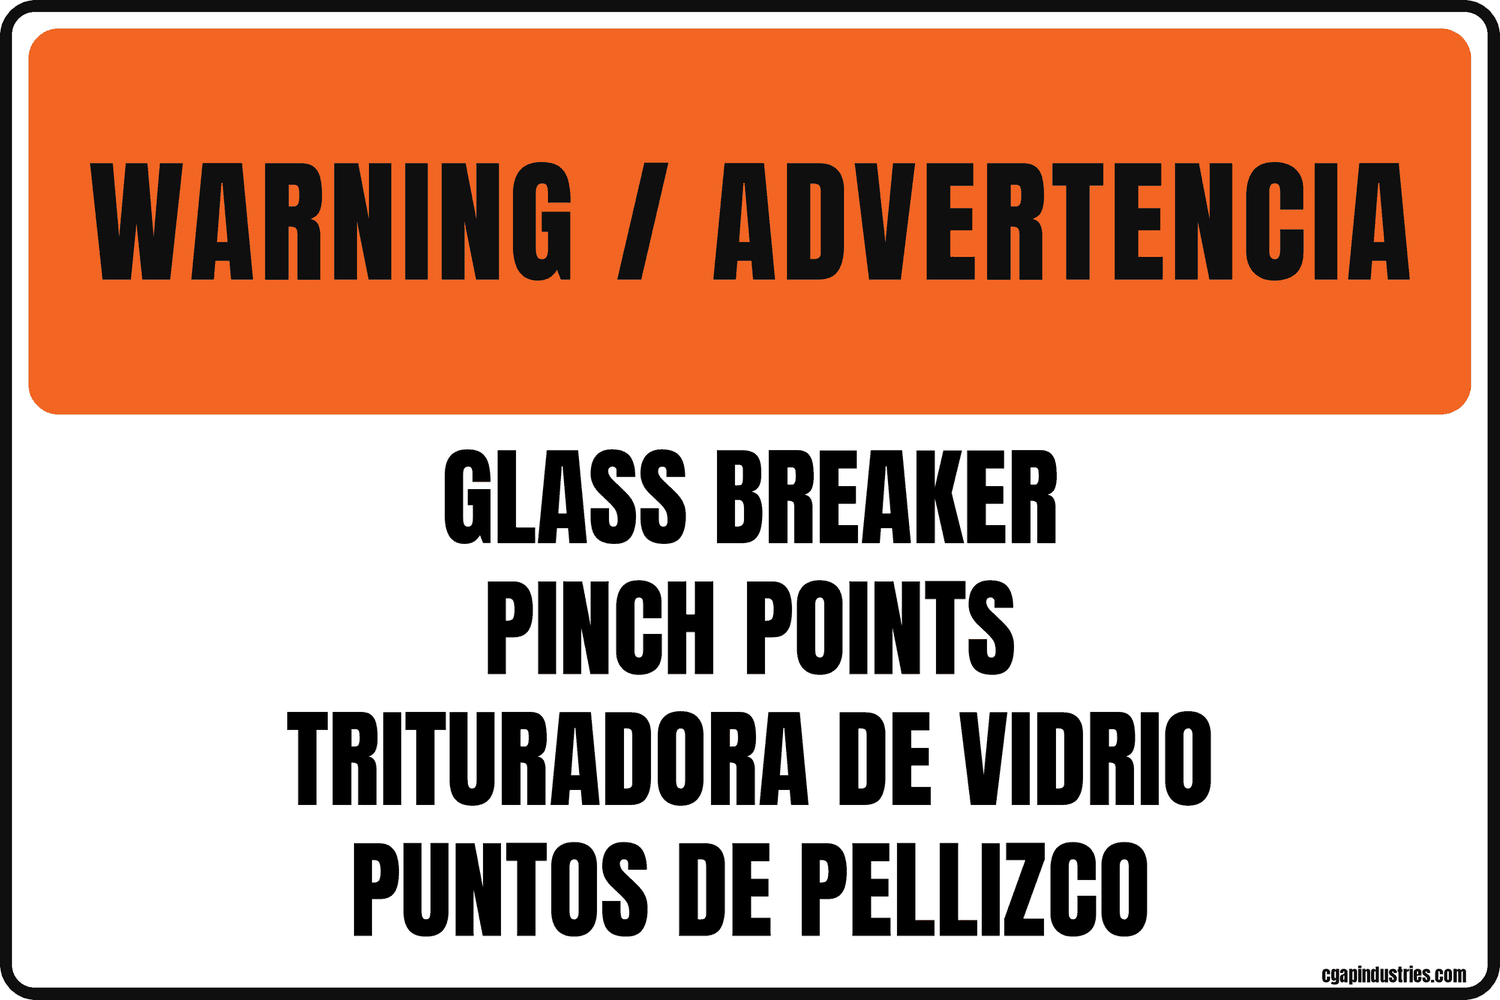 WARNING / ADVERTENCIA
GLASS BREAKER
PINCH POINTS
TRITURADORA DE VIDRIO
PUNTOS DE PELLIZCO
cgapindustries.com